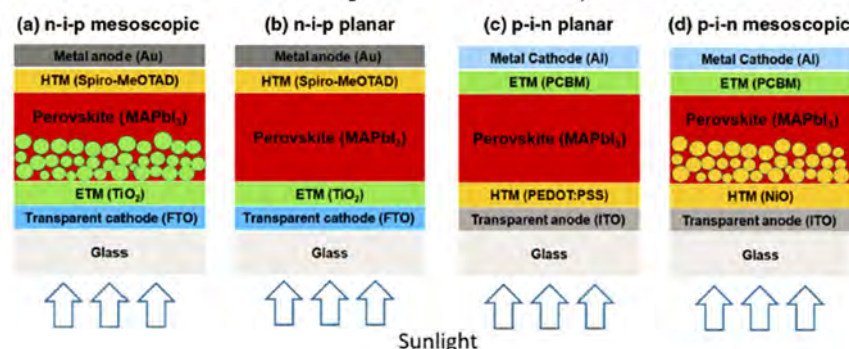 (a) n-i-p mesoscopic
Metal anode (Au)
HTM (Spiro-MeOTAD)
Perovskite (MAPbI₃)
ETM (TiO₂)
Transparent cathode (FTO)
Glass
(b) n-i-p planar
Metal anode (Au)
HTM (Spiro-MeOTAD)
Perovskite (MAPbI₃)
ETM (TiO₂)
Transparent cathode (FTO)
Glass
(c) p-i-n planar
Metal Cathode (Al)
ETM (PCBM)
Perovskite (MAPbI₃)
HTM (PEDOT:PSS)
Transparent anode (ITO)
Glass
(d) p-i-n mesoscopic
Metal Cathode (Al)
ETM (PCBM)
Perovskite (MAPbI₃)
HTM (NiO)
Transparent anode (ITO)
Glass
Sunlight